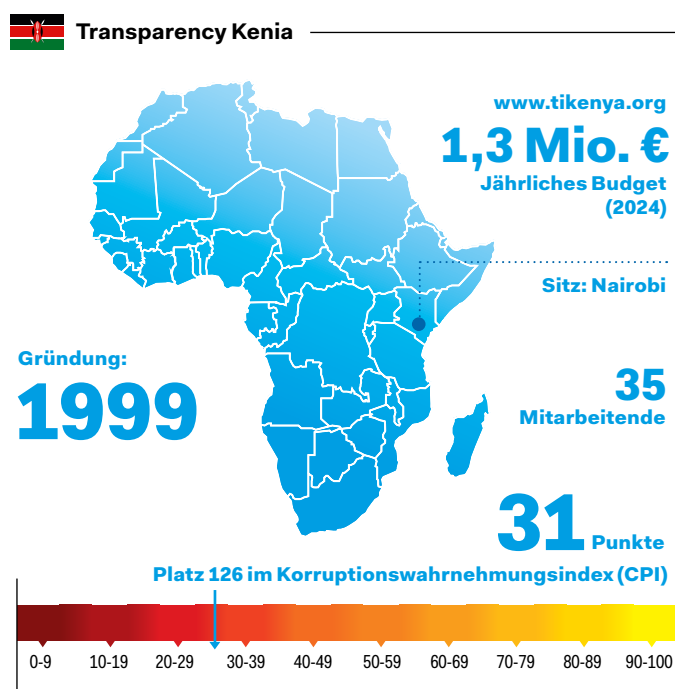 Transparency Kenia
www.tikenya.org
1,3 Mio. €
Jährliches Budget
(2024)
Sitz: Nairobi
Gründung:
1999
35
Mitarbeitende
31 Punkte
Platz 126 im Korruptionswahrnehmungsindex (CPI)
0-9 10-19 20-29 30-39 40-49 50-59 60-69 70-79 80-89 90-100